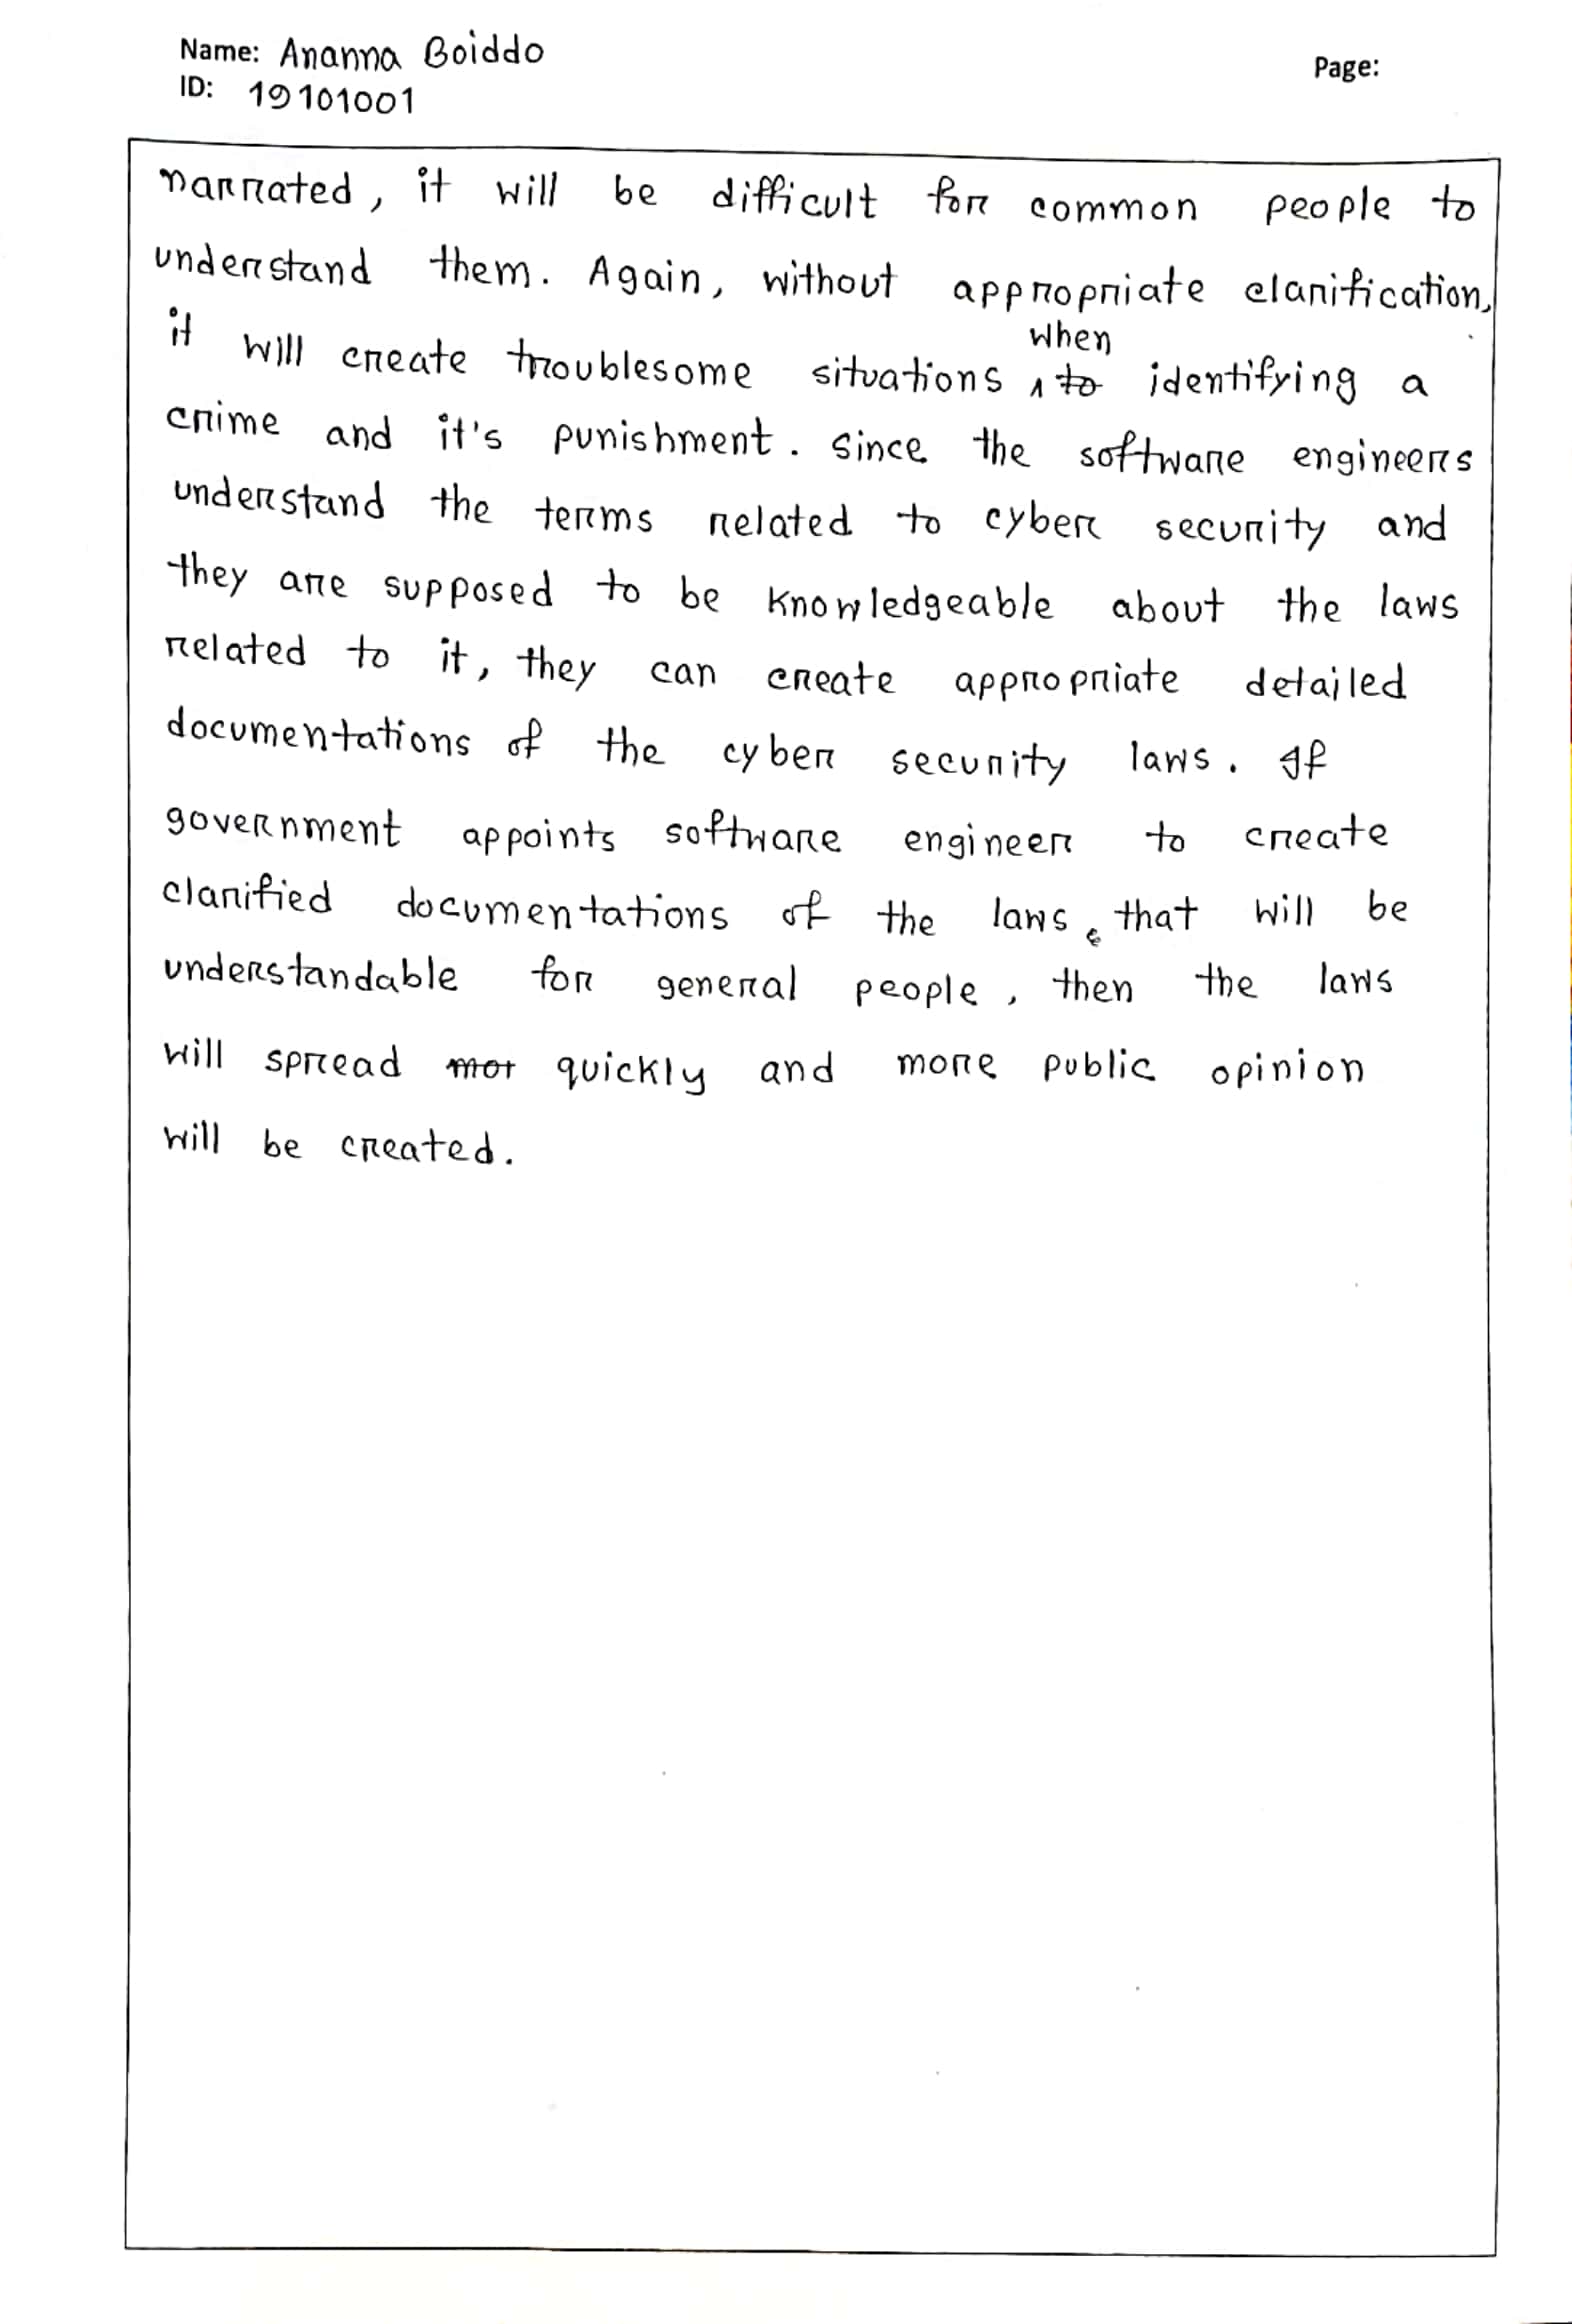 Name: Ananna Boiddo
Page:
ID: 19101001
narrated, it will be difficult for common people to
understand them. Again, without appropriate clarification,
when
it will create troublesome situations ∧ to identifying a
crime and it's punishment. Since the software engineers
understand the terms related to cyber security and
they are supposed to be knowledgeable about the laws
related to it, they can create appropriate detailed
documentations of the cyber security laws. If
government appoints software engineer to create
clarified documentations of the laws, that will be
understandable for general people, then the laws
will spread mor quickly and more public opinion
will be created.